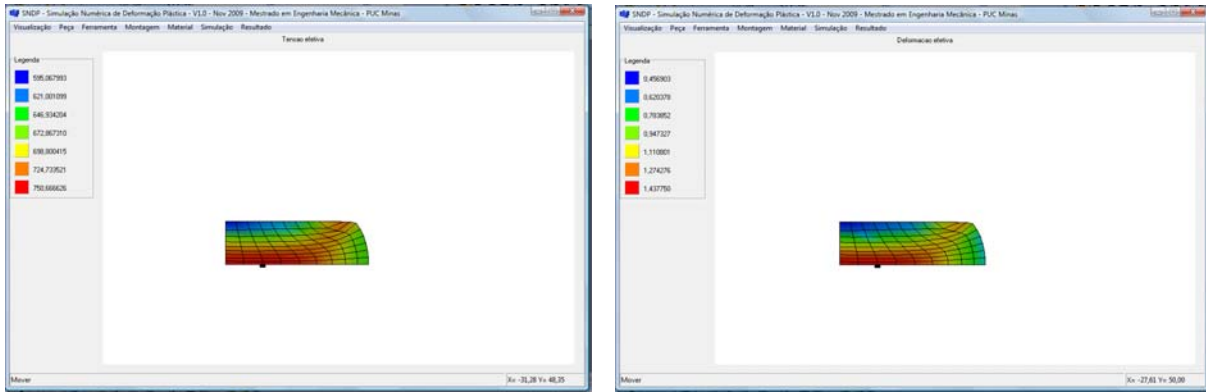 SNDP - Simulação Numérica de Deformação Plástica - V1.0 - Nov 2009 - Mestrado em Engenharia Mecânica - PUC Minas
Visualização Peça Ferramenta Montagem Material Simulação Resultado
Tensao efetiva
Legenda
595,067993
621,001099
646,934204
672,867310
698,800415
724,733521
750,666626
Mover
X= -31,28 Y= 48,35
SNDP - Simulação Numérica de Deformação Plástica - V1.0 - Nov 2009 - Mestrado em Engenharia Mecânica - PUC Minas
Visualização Peça Ferramenta Montagem Material Simulação Resultado
Deformacao efetiva
Legenda
0,456903
0,620378
0,783852
0,947327
1,110801
1,274276
1,437750
Mover
X= -27,61 Y= 50,00